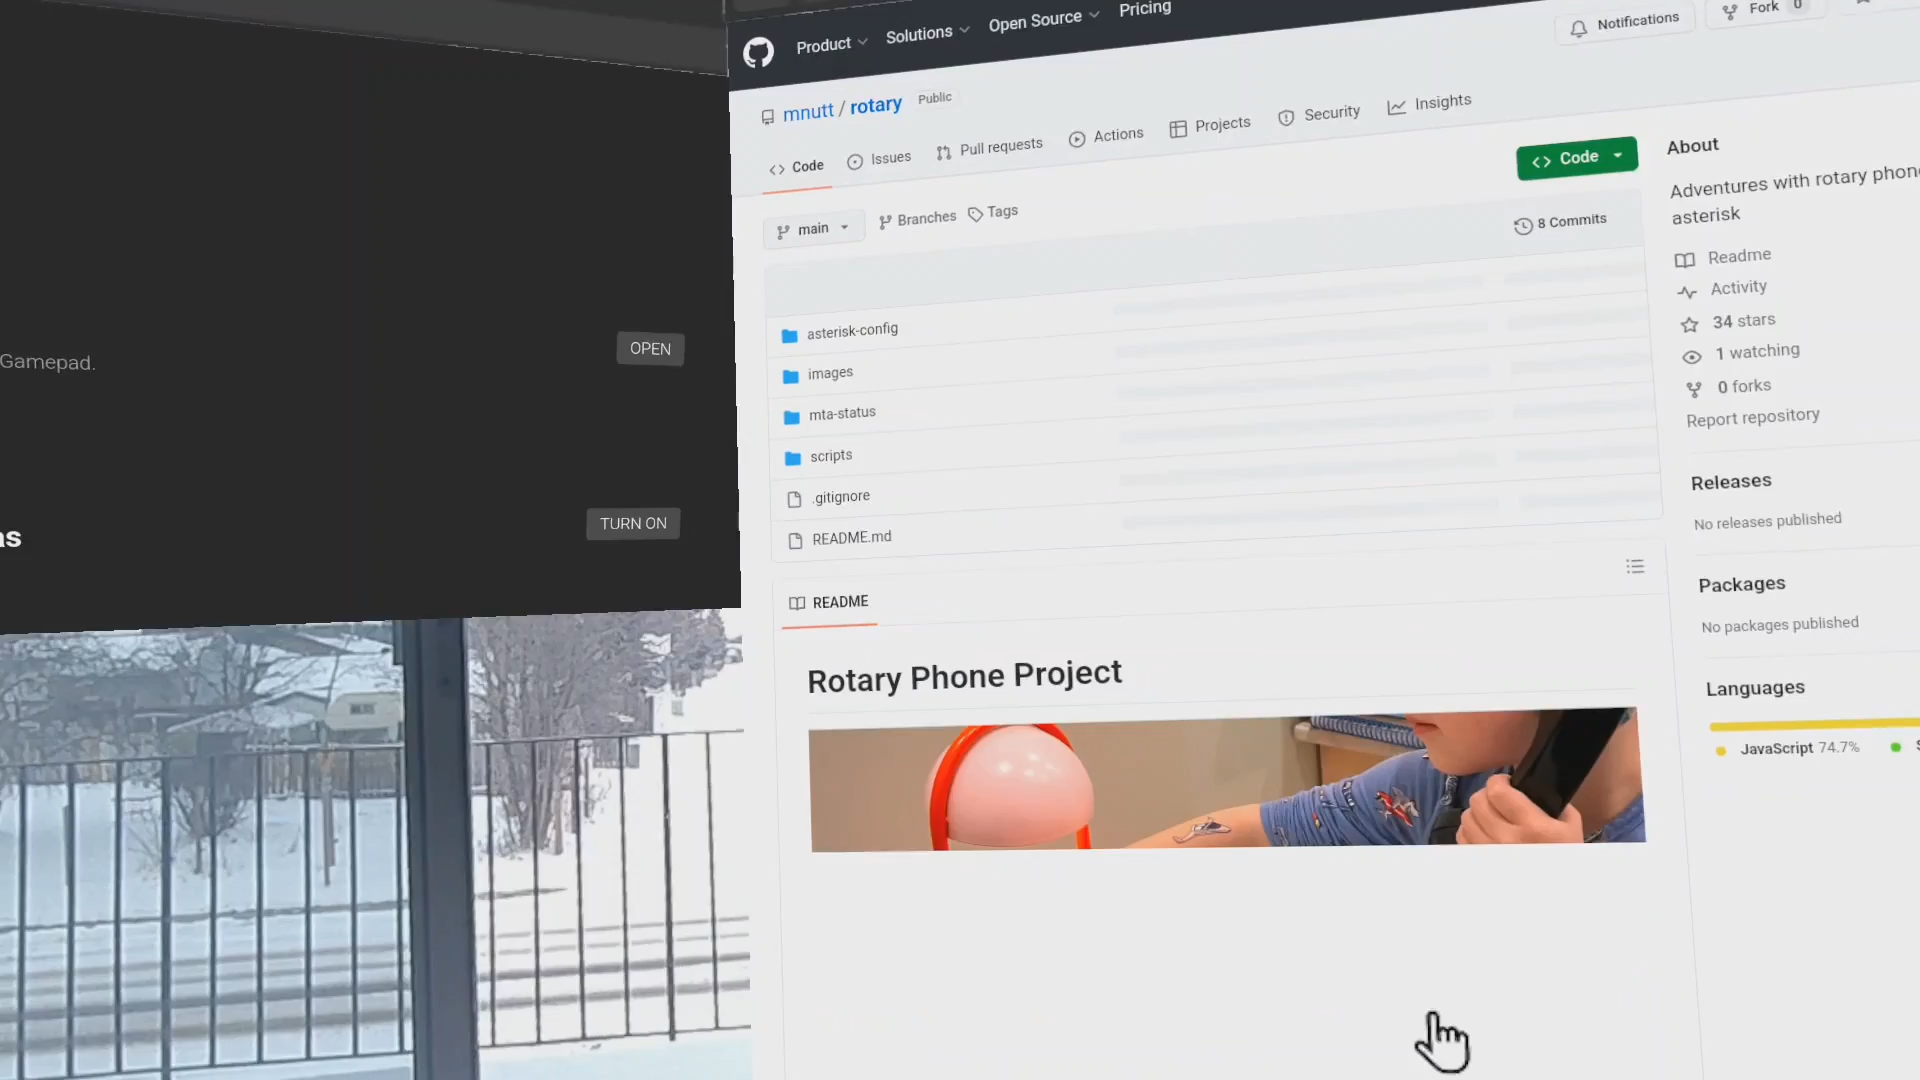 Gamepad.
OPEN
as
TURN ON
Product
Solutions
Open Source
Pricing
Notifications
Fork 0
mnutt / rotary Public
Code
Issues
Pull requests
Actions
Projects
Security
Insights
main
Branches
Tags
Code
8 Commits
asterisk-config
images
mta-status
scripts
.gitignore
README.md
README
Rotary Phone Project
About
Adventures with rotary phone
asterisk
Readme
Activity
34 stars
1 watching
0 forks
Report repository
Releases
No releases published
Packages
No packages published
Languages
JavaScript 74.7%